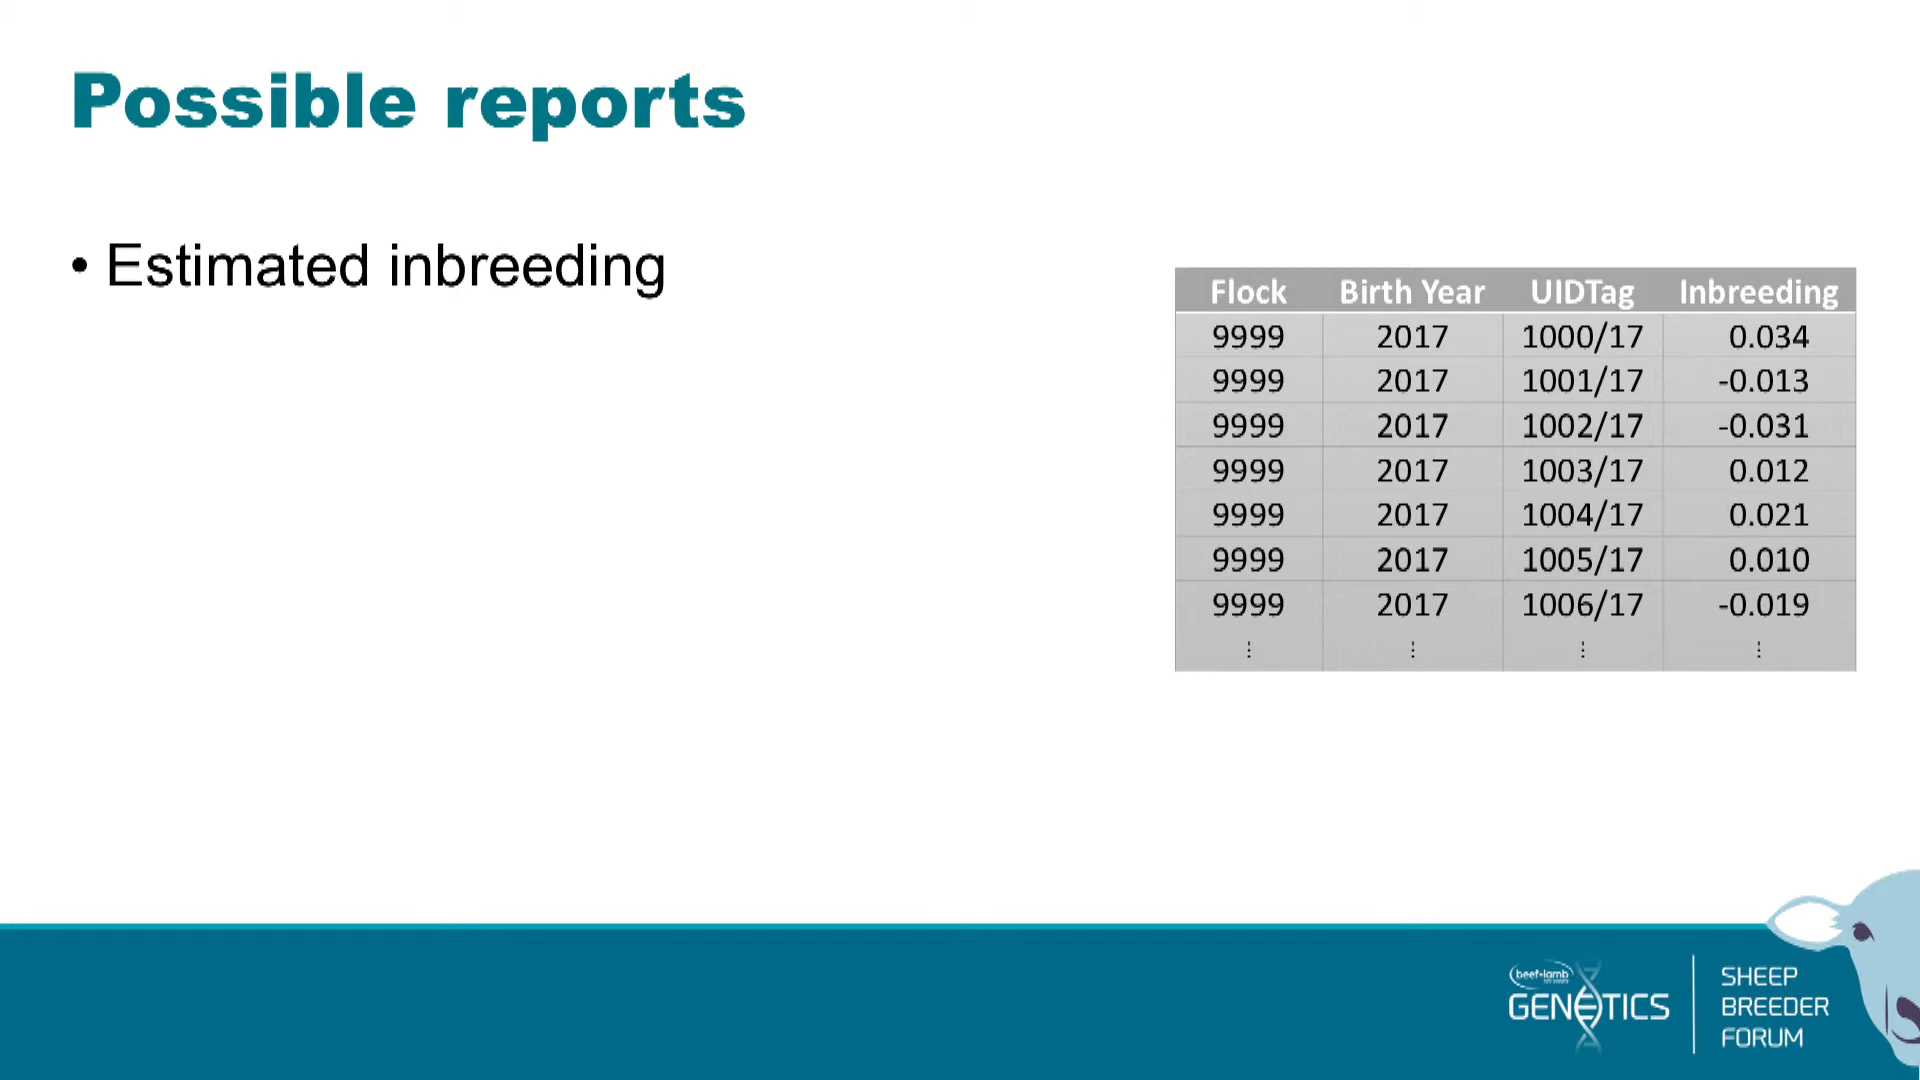 Possible reports
• Estimated inbreeding
Flock Birth Year UIDTag Inbreeding
9999 2017 1000/17 0.034
9999 2017 1001/17 -0.013
9999 2017 1002/17 -0.031
9999 2017 1003/17 0.012
9999 2017 1004/17 0.021
9999 2017 1005/17 0.010
9999 2017 1006/17 -0.019
⋮ ⋮ ⋮ ⋮
beef+lamb
GENETICS
SHEEP
BREEDER
FORUM